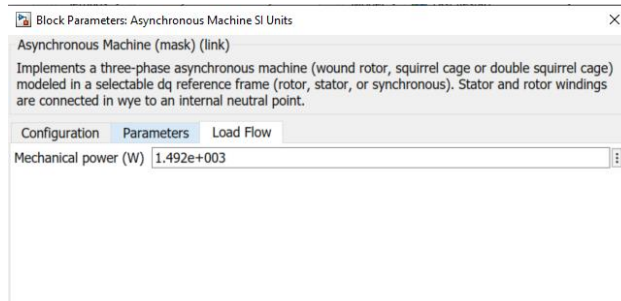 Block Parameters: Asynchronous Machine SI Units
Asynchronous Machine (mask) (link)
Implements a three-phase asynchronous machine (wound rotor, squirrel cage or double squirrel cage)
modeled in a selectable dq reference frame (rotor, stator, or synchronous). Stator and rotor windings
are connected in wye to an internal neutral point.
Configuration Parameters Load Flow
Mechanical power (W) 1.492e+003